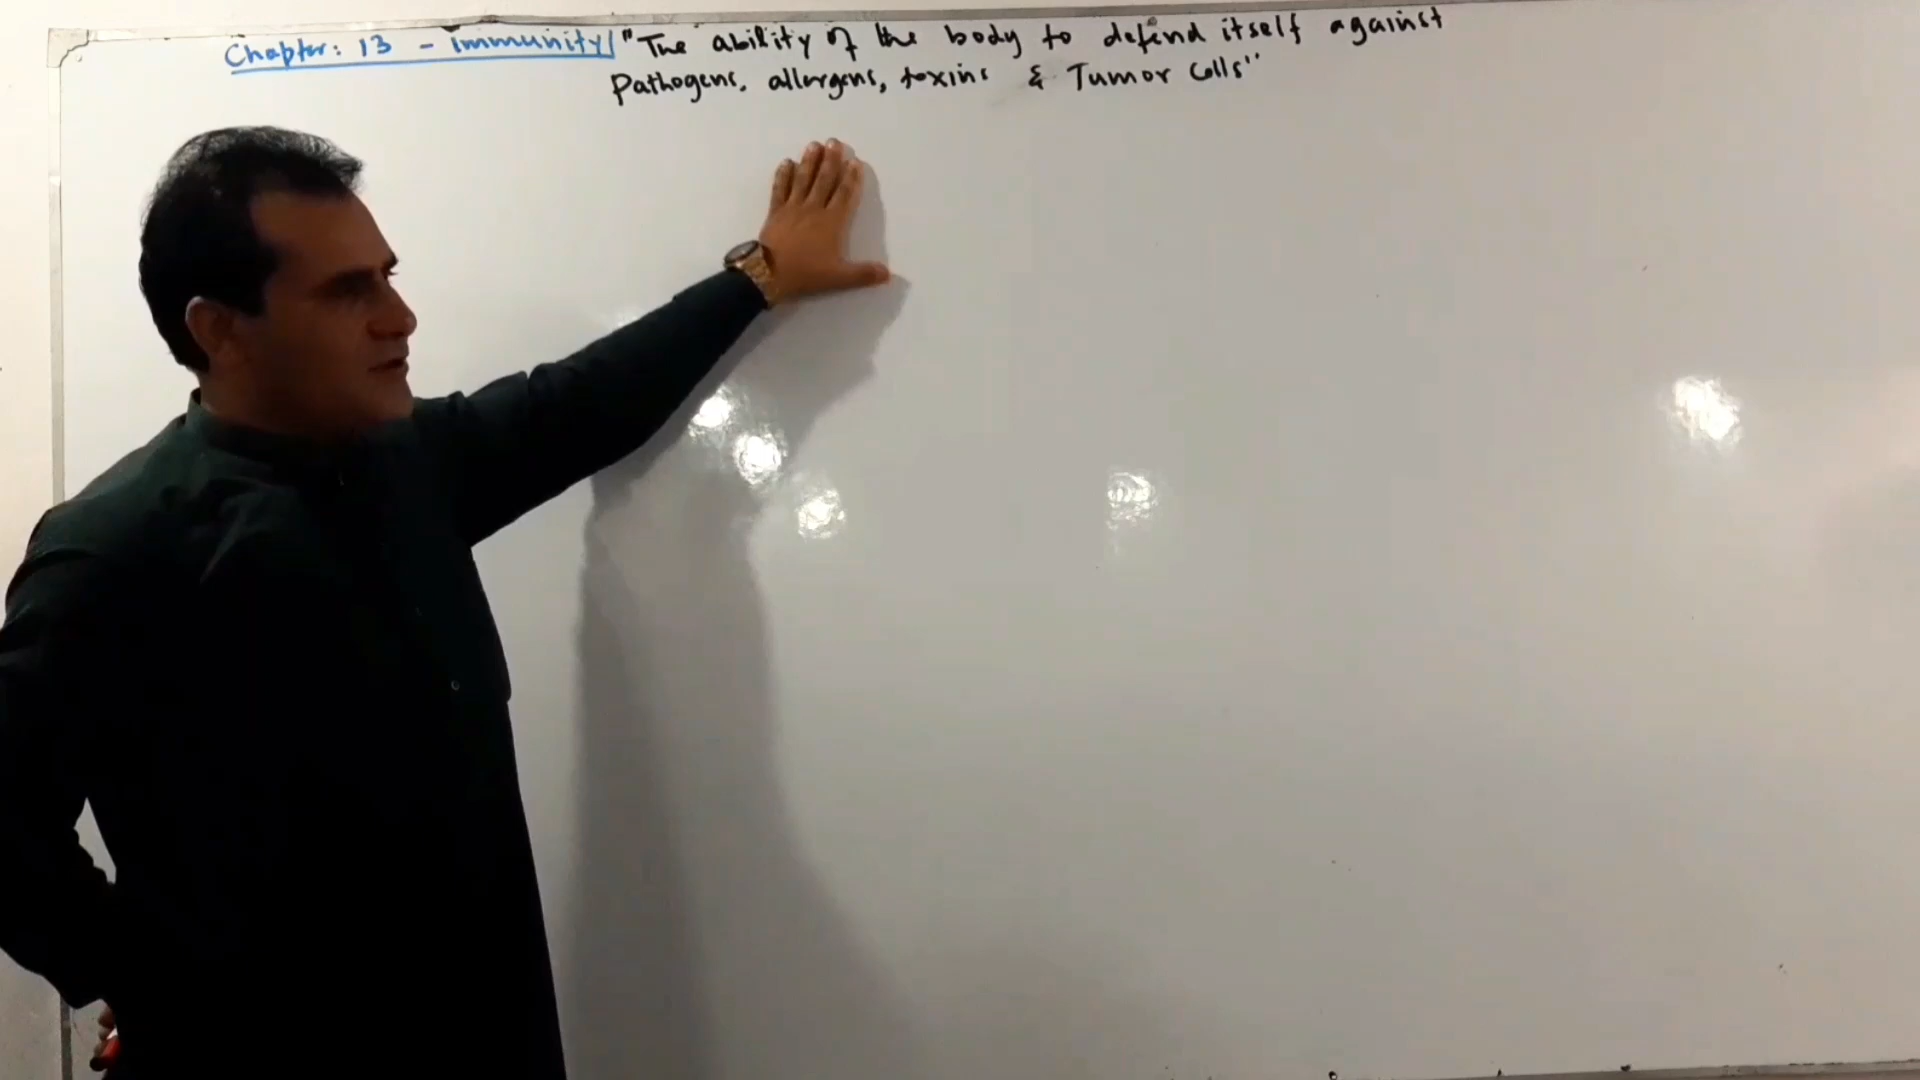 Chapter: 13 - Immunity "The ability of the body to defend itself against
Pathogens, allergens, toxins & Tumor Cells"